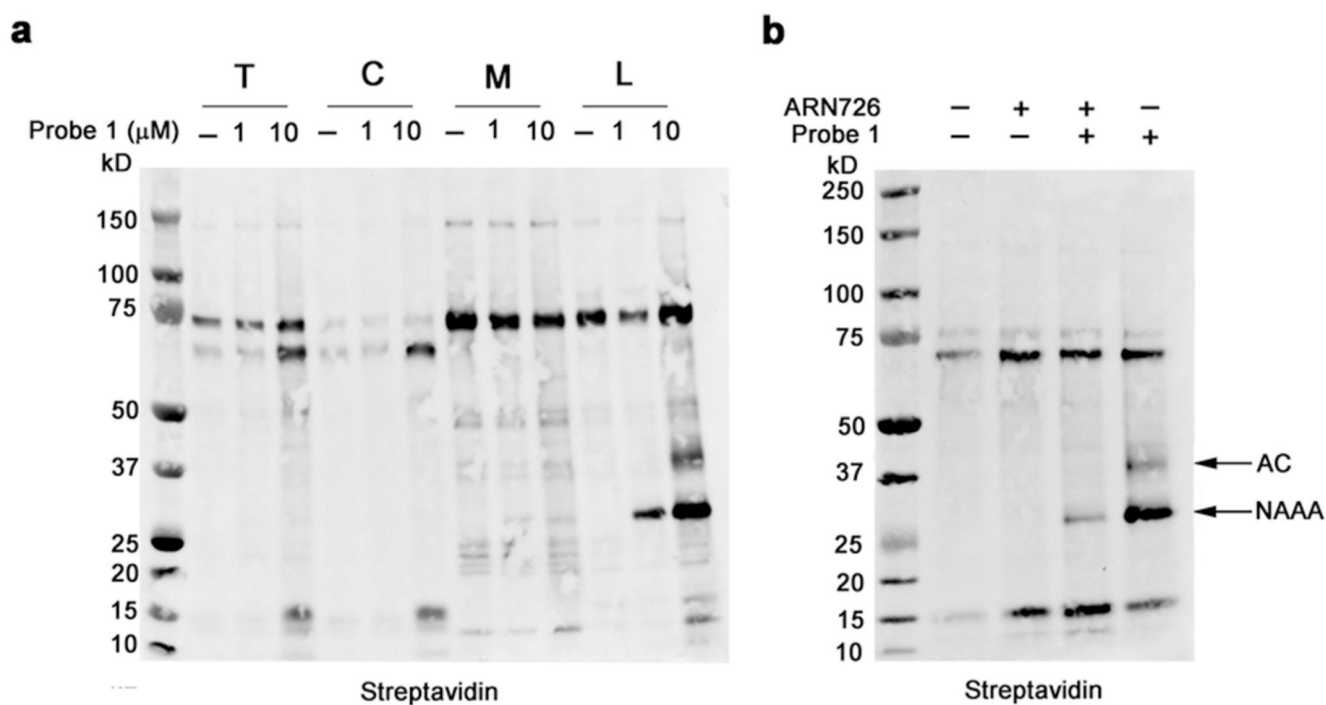 a
T C M L
Probe 1 (μM) – 1 10 – 1 10 – 1 10 – 1 10
kD
150
100
75
50
37
25
20
15
10
Streptavidin
b
ARN726 – + + –
Probe 1 – – + +
kD
250
150
100
75
50
37
25
20
15
10
AC
NAAA
Streptavidin